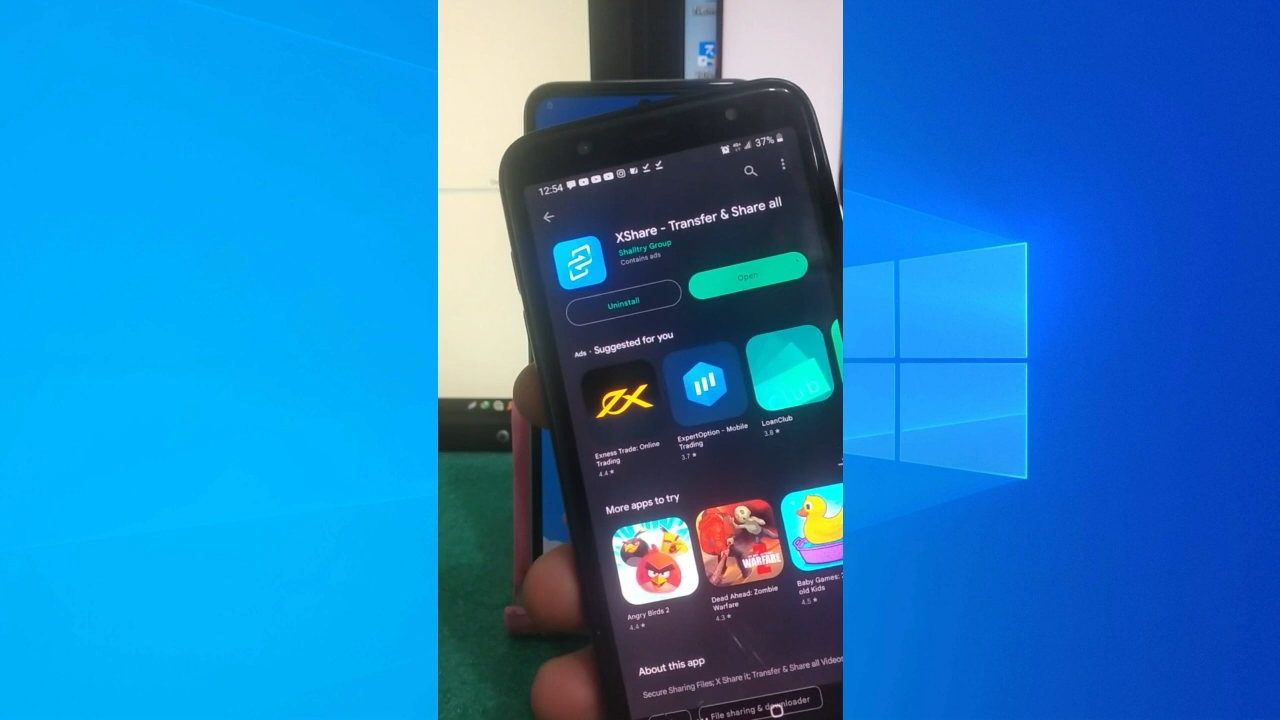 12:54
37%
XShare - Transfer & Share all
Shalltry Group
Contains ads
Uninstall
Open
Ads · Suggested for you
Exness Trade: Online
Trading
4.4 ★
ExpertOption - Mobile
Trading
3.7 ★
Club
LoanClub
3.8 ★
More apps to try
Angry Birds 2
4.4 ★
WARFARE
2
Dead Ahead: Zombie
Warfare
4.3 ★
Baby Games:
old Kids
4.5 ★
About this app
Secure Sharing Files; X Share it; Transfer & Share all Video
File sharing & downloader